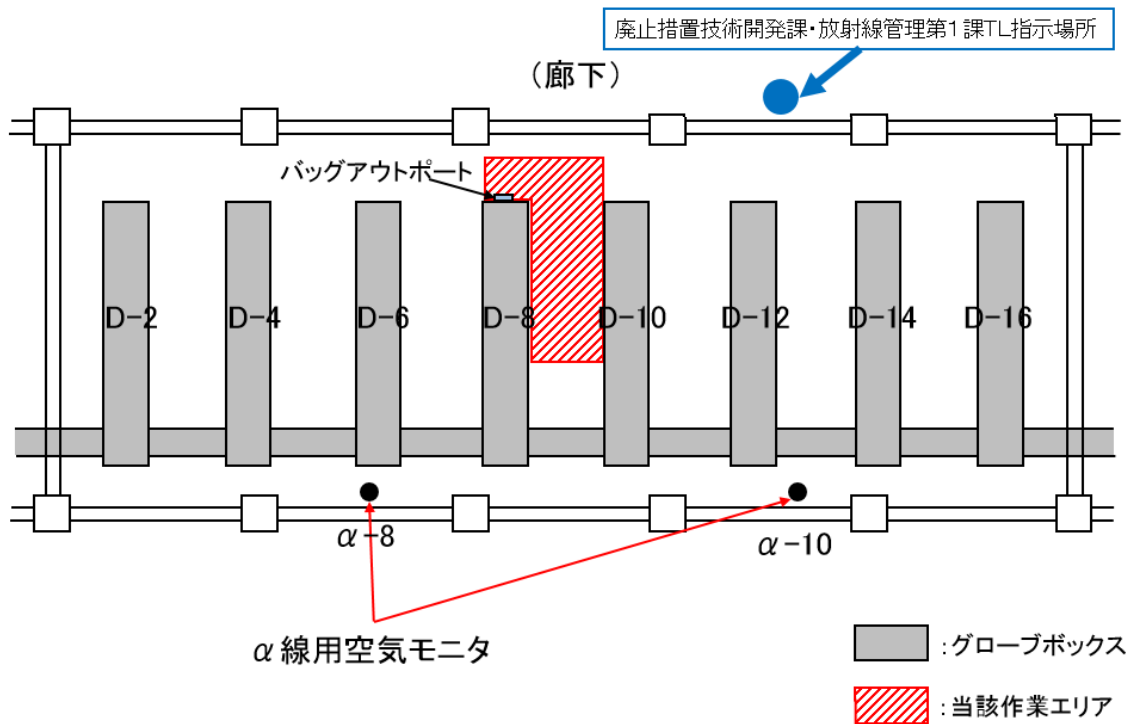 廃止措置技術開発課・放射線管理第1課TL指示場所
（廊下）
バッグアウトポート
D-2
D-4
D-6
D-8
D-10
D-12
D-14
D-16
α-8
α-10
α線用空気モニタ
：グローブボックス
：当該作業エリア